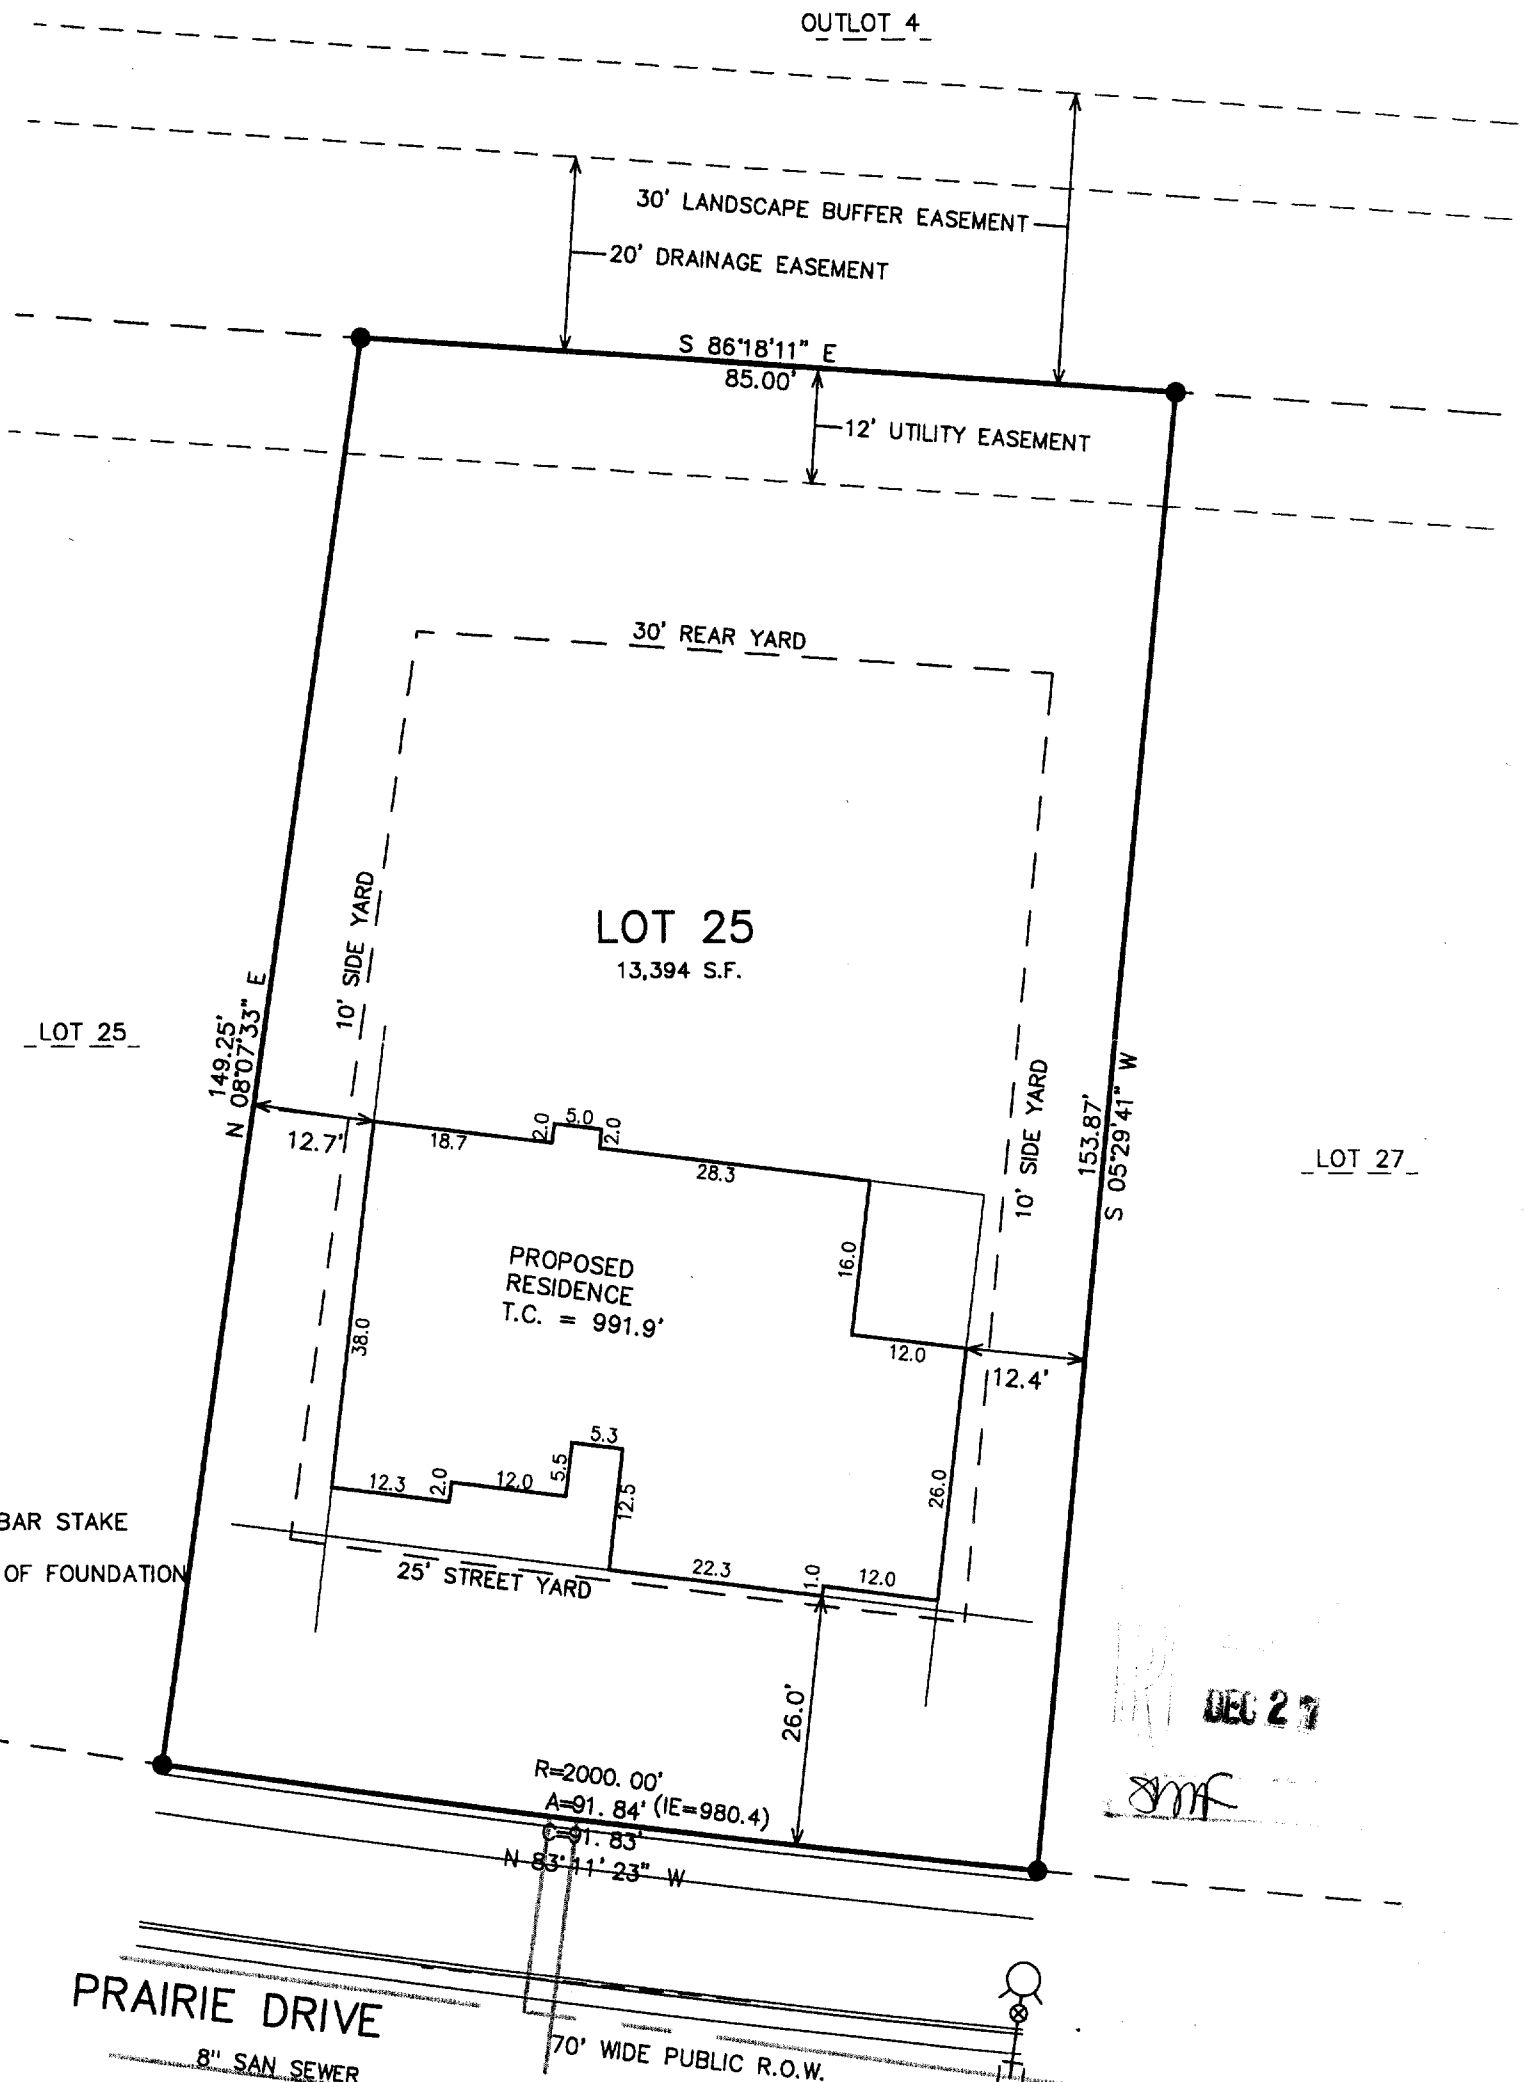 OUTLOT 4
30' LANDSCAPE BUFFER EASEMENT
20' DRAINAGE EASEMENT
S 86°18'11" E
85.00'
12' UTILITY EASEMENT
30' REAR YARD
10' SIDE YARD
LOT 25
13,394 S.F.
LOT 25
149.25'
N 08°07'33" E
10' SIDE YARD
153.87'
S 05°29'41" W
LOT 27
12.7'
18.7
2.0
5.0
2.0
28.3
16.0
PROPOSED
RESIDENCE
T.C. = 991.9'
38.0
12.0
12.4'
5.3
12.3
2.0
12.0
5.5
12.5
26.0
BAR STAKE
OF FOUNDATION
25' STREET YARD
22.3
1.0
12.0
26.0'
DEC 2
R=2000.00'
A=91.84' (IE=980.4)
C=91.83'
N 83°11'23" W
PRAIRIE DRIVE
8" SAN SEWER
70' WIDE PUBLIC R.O.W.